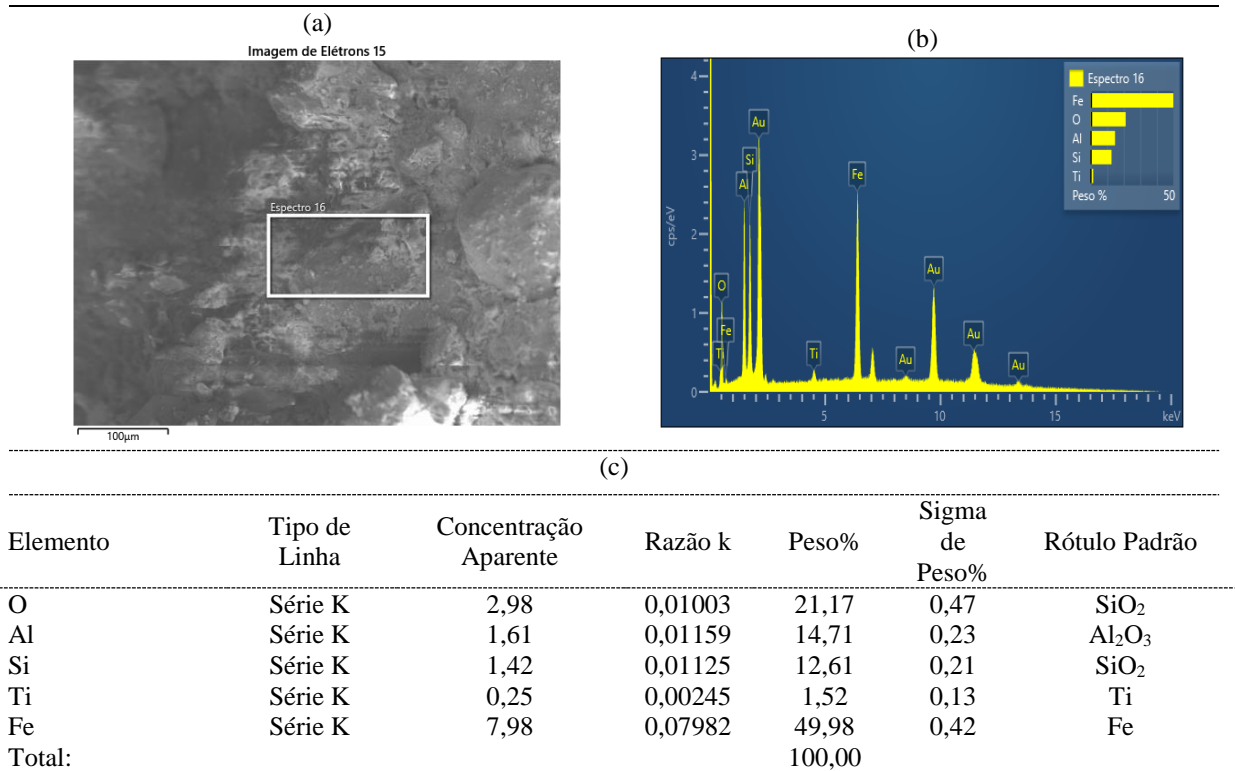 (a)
Imagem de Elétrons 15
Espectro 16
100µm
(b)
4
3
2
1
0
cps/eV
Au
Si
Al
O
Fe
Ti
Ti
Fe
Au
Au
Au
Au
5
10
15
keV
Espectro 16
Fe
O
Al
Si
Ti
Peso % 50
(c)
Elemento Tipo de Linha Concentração Aparente Razão k Peso% Sigma de Peso% Rótulo Padrão
O Série K 2,98 0,01003 21,17 0,47 SiO₂
Al Série K 1,61 0,01159 14,71 0,23 Al₂O₃
Si Série K 1,42 0,01125 12,61 0,21 SiO₂
Ti Série K 0,25 0,00245 1,52 0,13 Ti
Fe Série K 7,98 0,07982 49,98 0,42 Fe
Total: 100,00